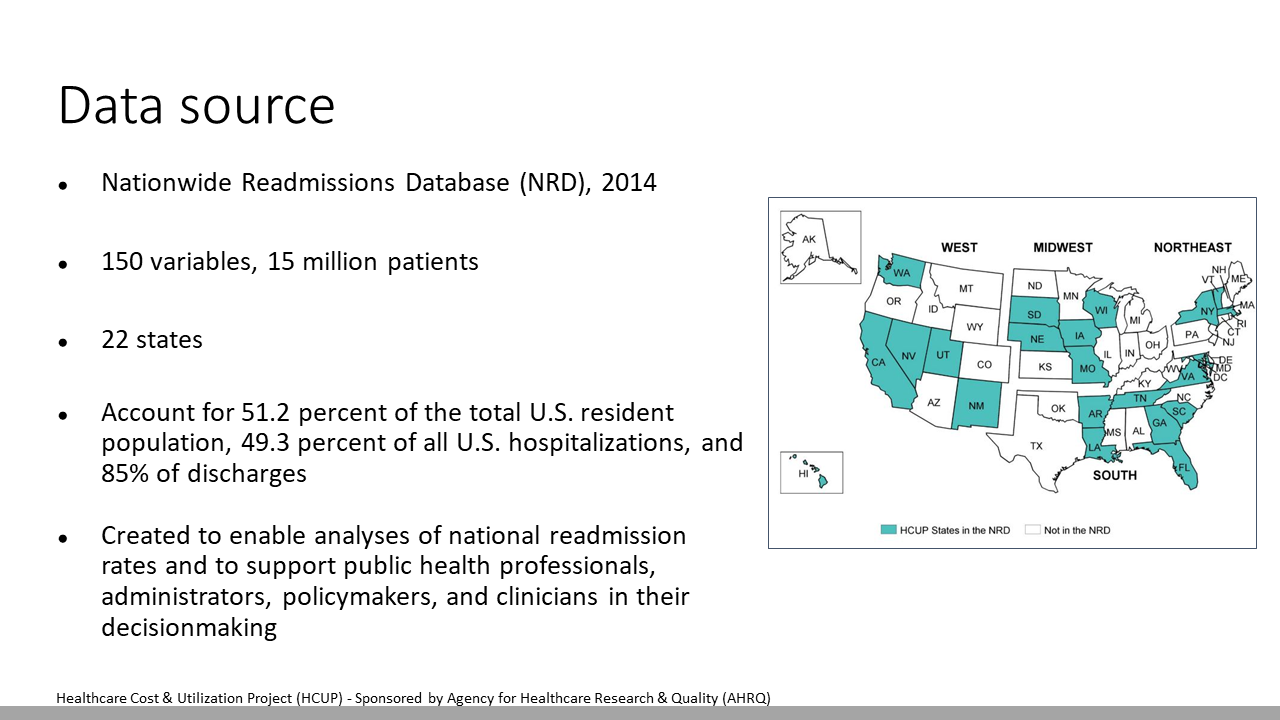 Data source
• Nationwide Readmissions Database (NRD), 2014
• 150 variables, 15 million patients
• 22 states
• Account for 51.2 percent of the total U.S. resident
population, 49.3 percent of all U.S. hospitalizations, and
85% of discharges
• Created to enable analyses of national readmission
rates and to support public health professionals,
administrators, policymakers, and clinicians in their
decisionmaking
AK
WEST MIDWEST NORTHEAST
WA MT ND MN NH VT ME
OR ID SD WI MI NY MA
WY RI
NE IA PA CT
NJ
CA NV UT CO IL IN OH DE
KS MO WV VA MD
DC
KY
AZ NM OK AR TN NC
SC
TX LA MS AL GA
HI FL
SOUTH
HCUP States in the NRD Not in the NRD
Healthcare Cost & Utilization Project (HCUP) - Sponsored by Agency for Healthcare Research & Quality (AHRQ)